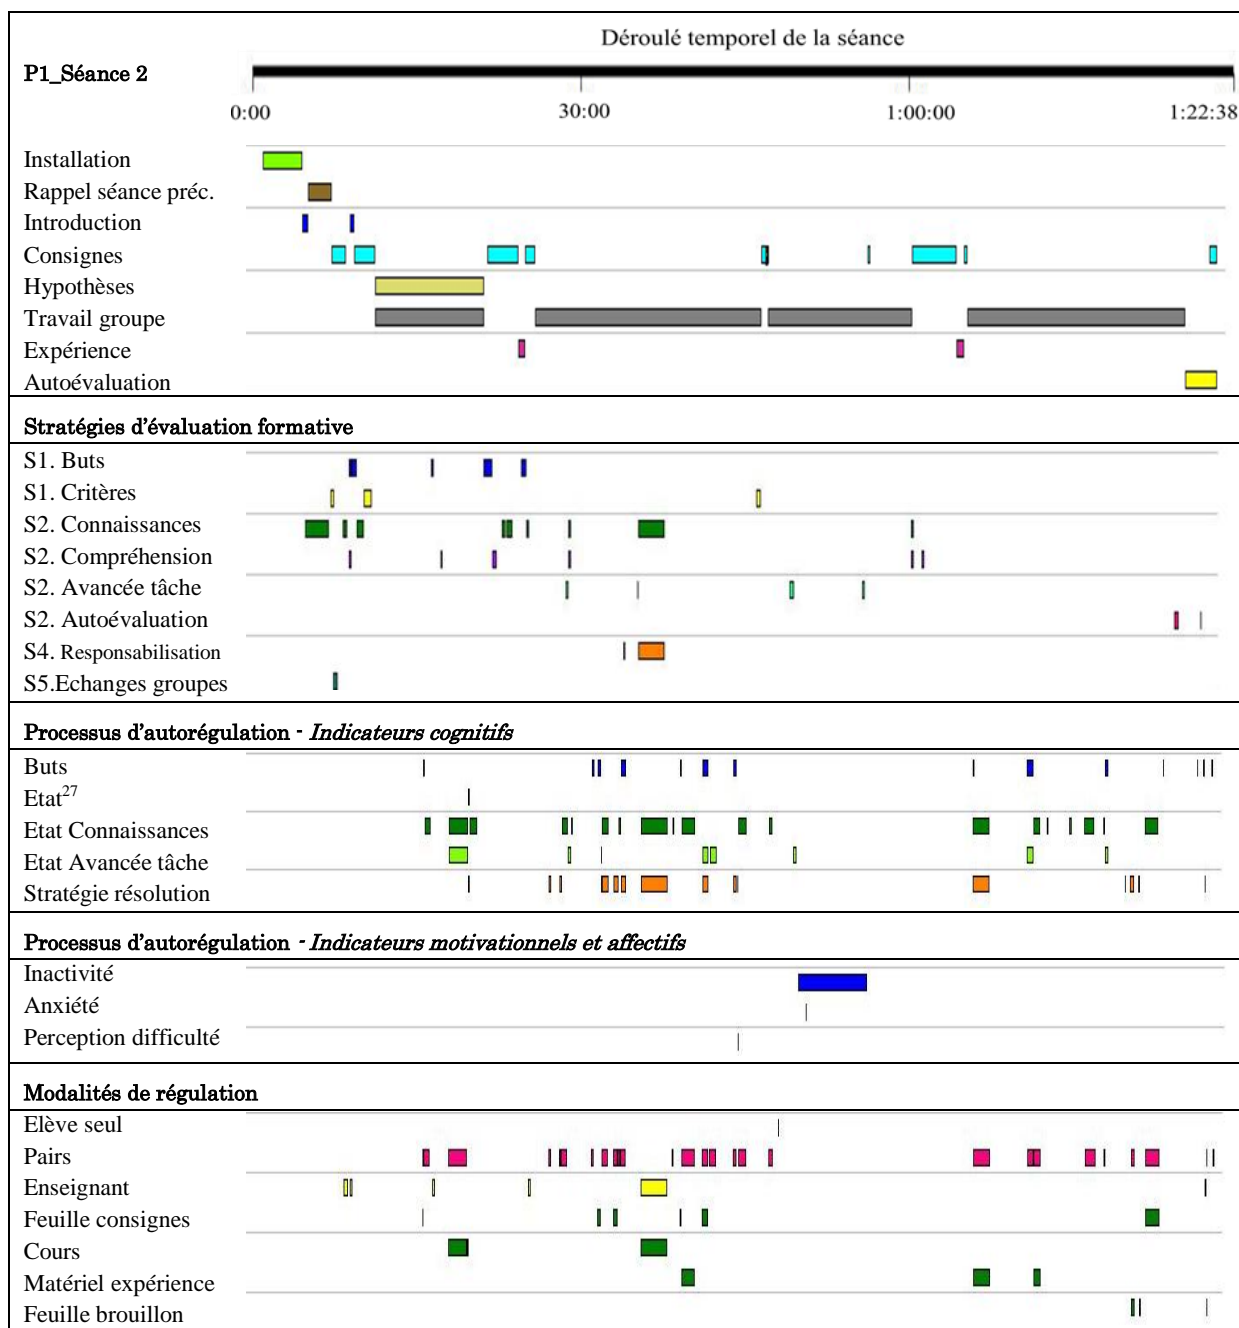 Déroulé temporel de la séance
P1_Séance 2
0:00 30:00 1:00:00 1:22:38
Installation
Rappel séance préc.
Introduction
Consignes
Hypothèses
Travail groupe
Expérience
Autoévaluation
Stratégies d'évaluation formative
S1. Buts
S1. Critères
S2. Connaissances
S2. Compréhension
S2. Avancée tâche
S2. Autoévaluation
S4. Responsabilisation
S5.Echanges groupes
Processus d'autorégulation - Indicateurs cognitifs
Buts
Etat27
Etat Connaissances
Etat Avancée tâche
Stratégie résolution
Processus d'autorégulation - Indicateurs motivationnels et affectifs
Inactivité
Anxiété
Perception difficulté
Modalités de régulation
Elève seul
Pairs
Enseignant
Feuille consignes
Cours
Matériel expérience
Feuille brouillon